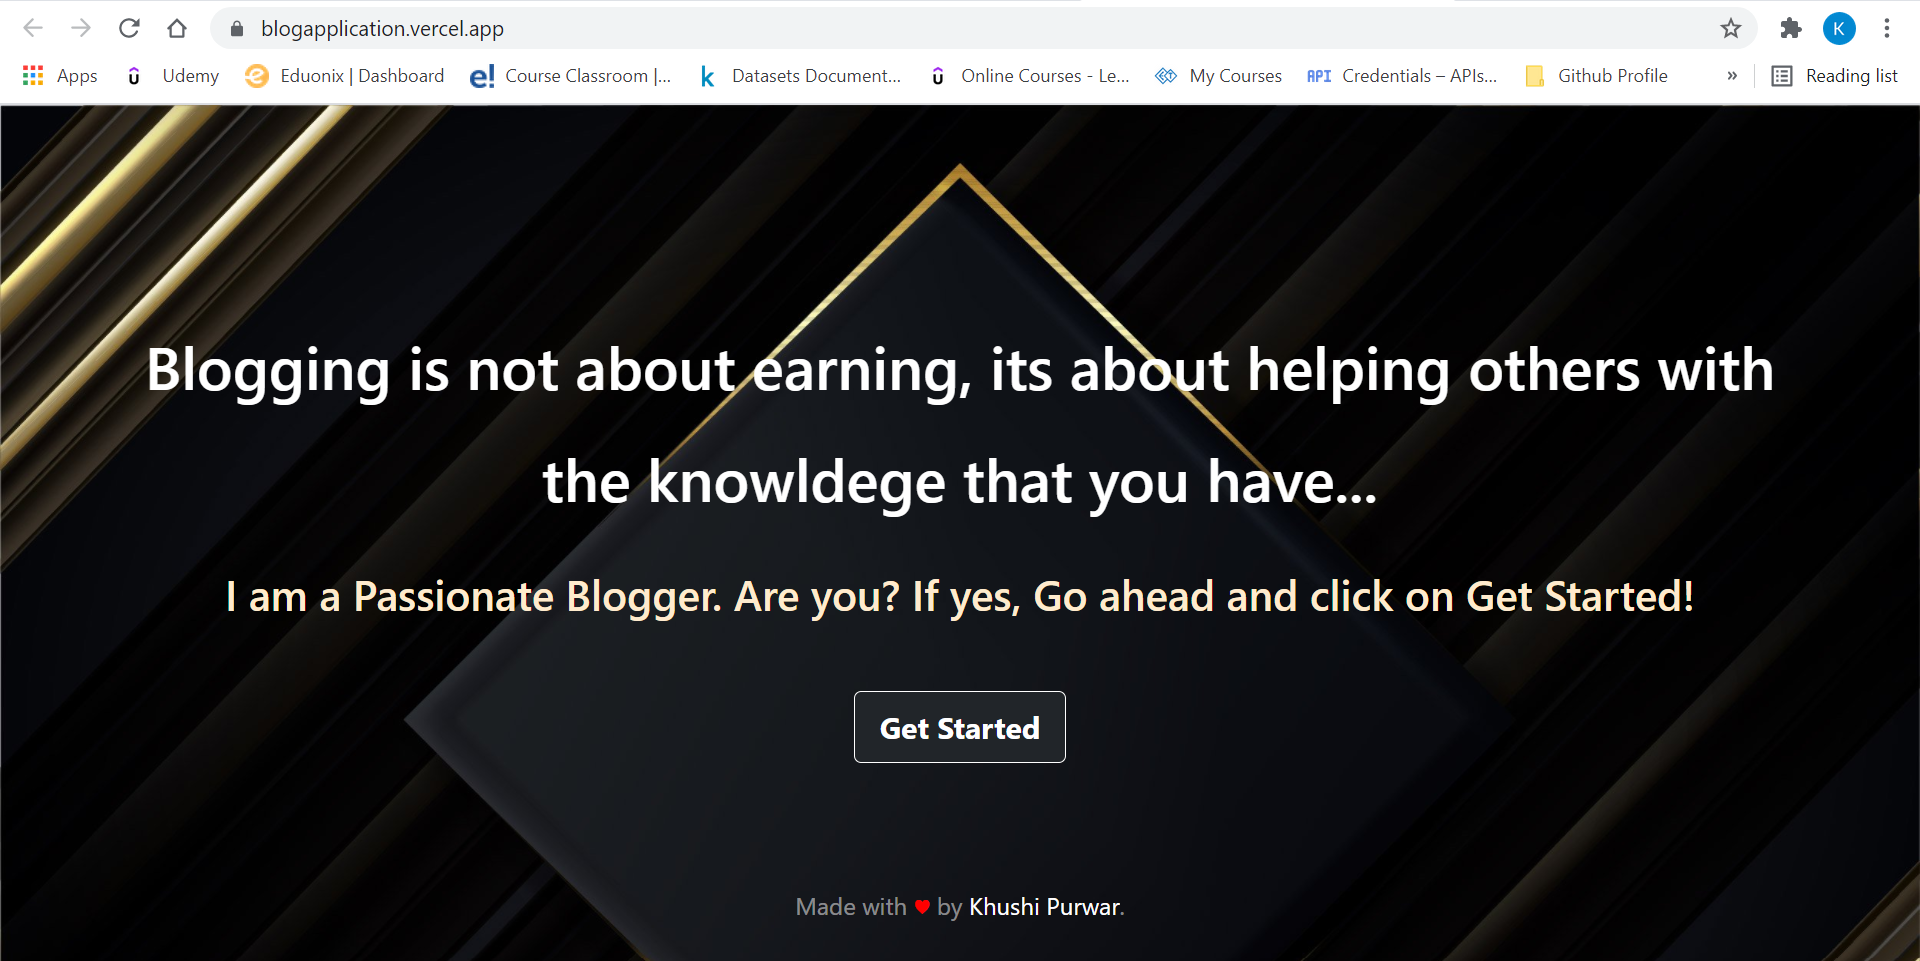 blogapplication.vercel.app
K
Apps Udemy Eduonix | Dashboard Course Classroom |... Datasets Document... Online Courses - Le... My Courses API Credentials – APIs... Github Profile » Reading list
Blogging is not about earning, its about helping others with
the knowldege that you have...
I am a Passionate Blogger. Are you? If yes, Go ahead and click on Get Started!
Get Started
Made with ❤ by Khushi Purwar.